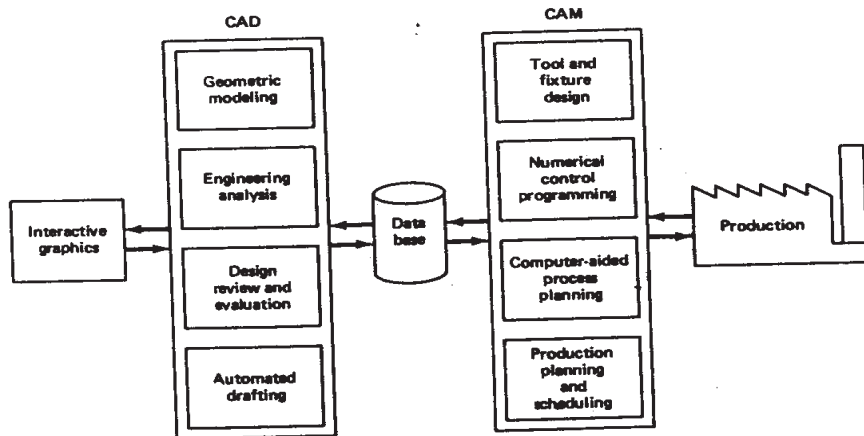 CAD
CAM
Geometric
modeling
Engineering
analysis
Design
review and
evaluation
Automated
drafting
Interactive
graphics
Data
base
Tool and
fixture
design
Numerical
control
programming
Computer-aided
process
planning
Production
planning
and
scheduling
Production